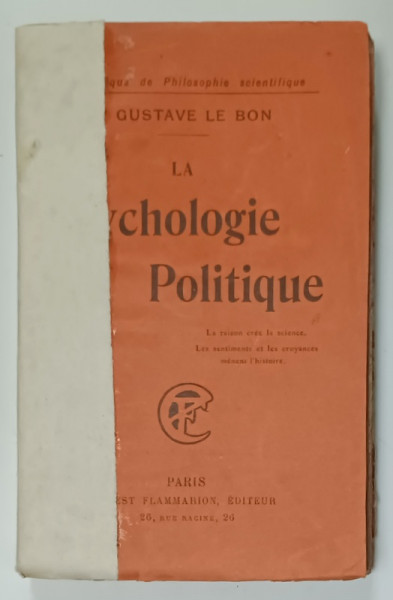 que de Philosophie scientifique
GUSTAVE LE BON
LA
ychologie
Politique
La raison crée la science.
Les sentiments et les croyances
mènent l'histoire.
PARIS
EST FLAMMARION, ÉDITEUR
26, RUE RACINE, 26